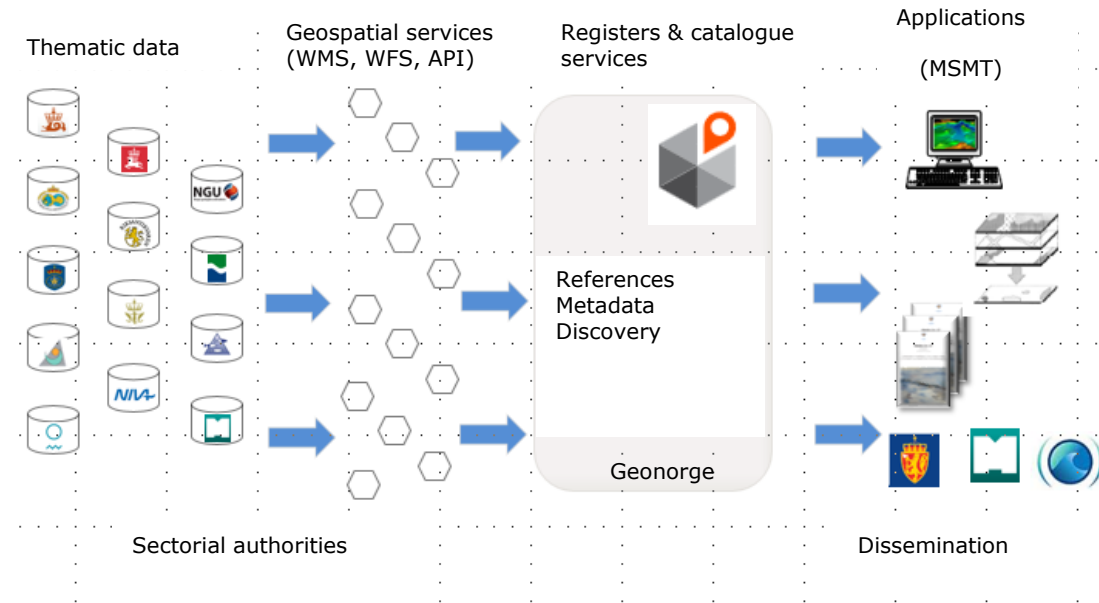 Thematic data
Geospatial services
(WMS, WFS, API)
Registers & catalogue
services
Applications
(MSMT)
NGU
NIVA
References
Metadata
Discovery
Geonorge
Sectorial authorities
Dissemination